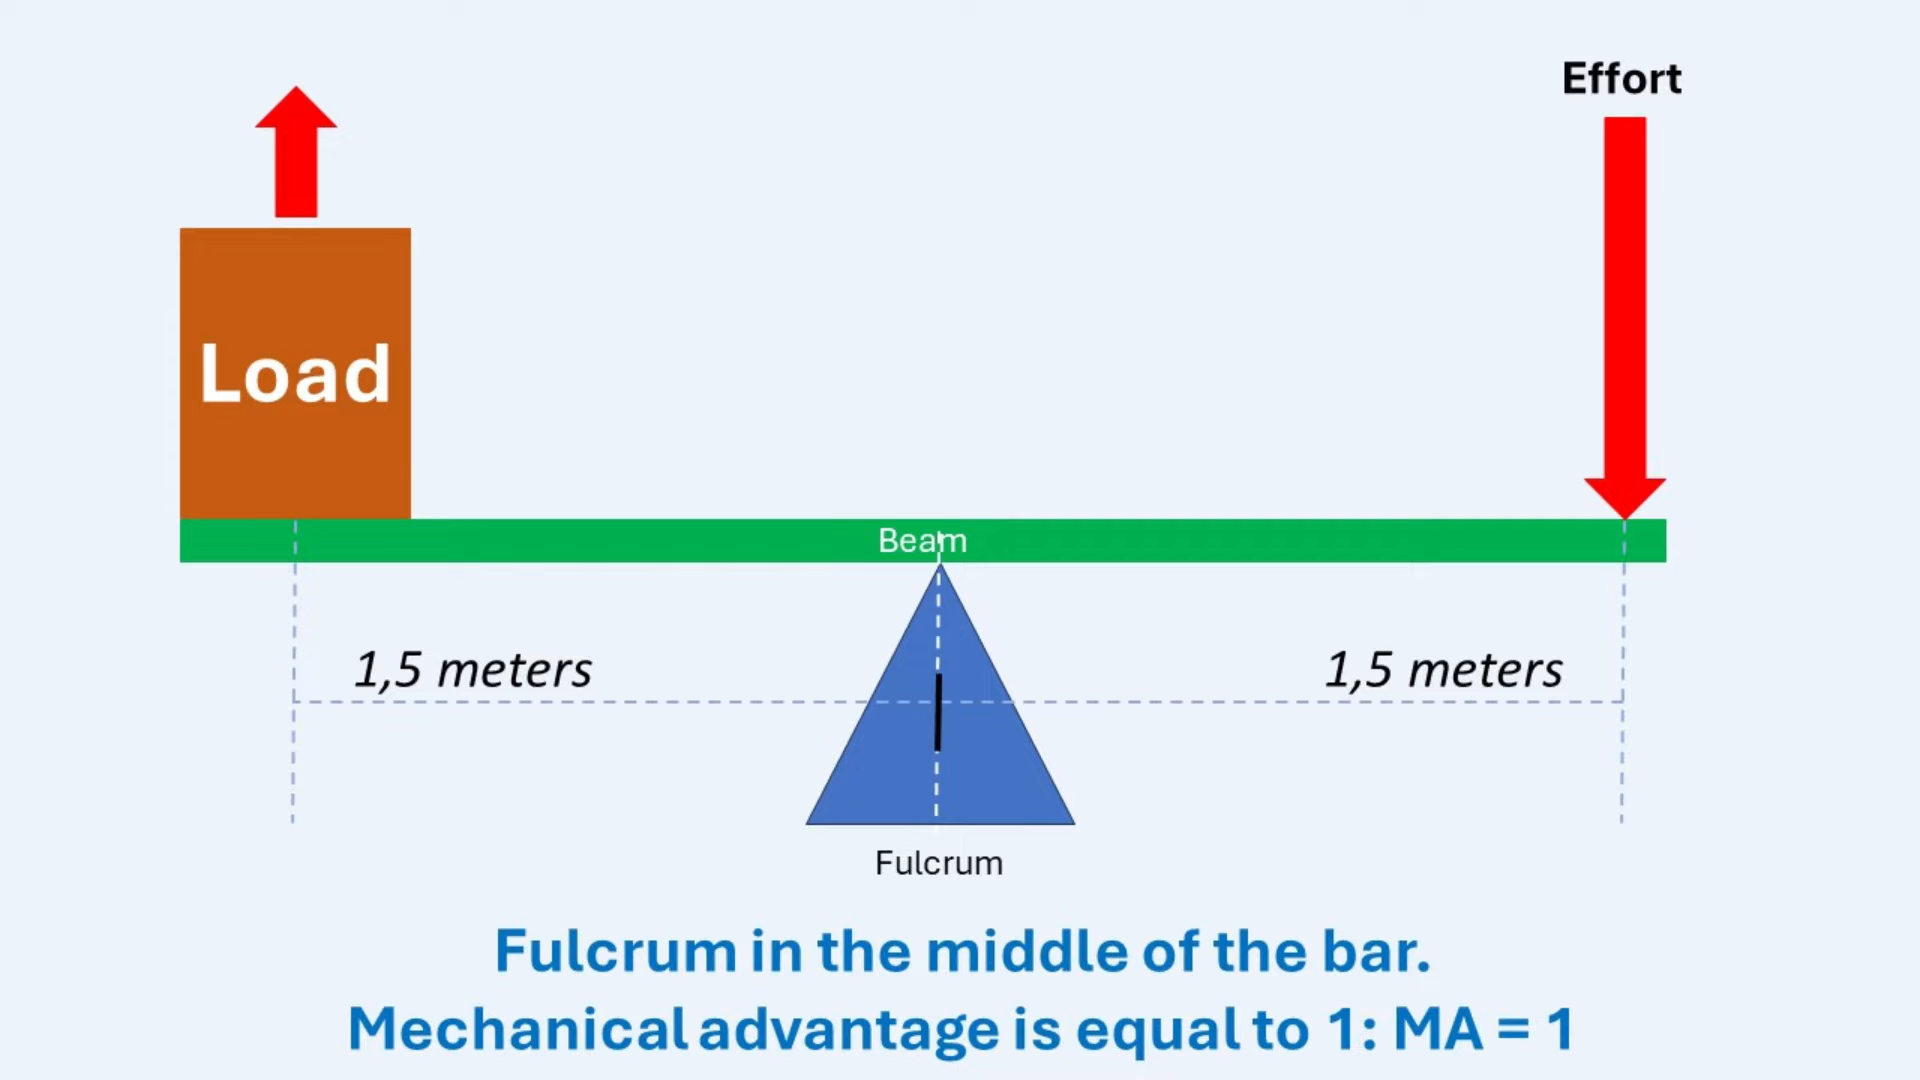 Effort
Load
Beam
1,5 meters
1,5 meters
Fulcrum
Fulcrum in the middle of the bar.
Mechanical advantage is equal to 1: MA = 1